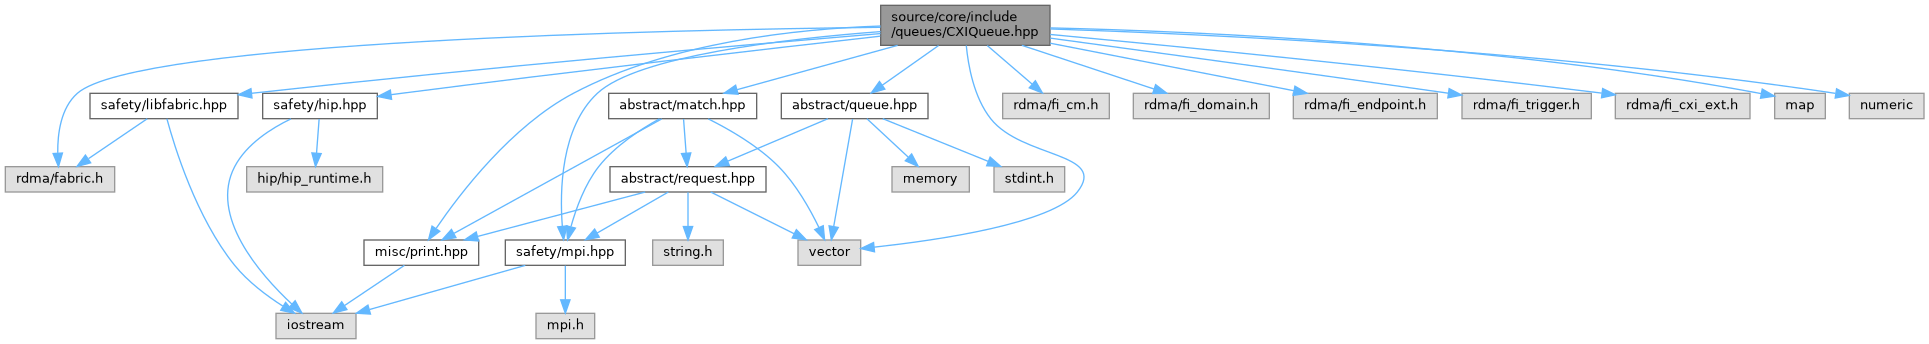 source/core/include
/queues/CXIQueue.hpp
safety/libfabric.hpp
safety/hip.hpp
abstract/match.hpp
abstract/queue.hpp
rdma/fi_cm.h
rdma/fi_domain.h
rdma/fi_endpoint.h
rdma/fi_trigger.h
rdma/fi_cxi_ext.h
map
numeric
rdma/fabric.h
hip/hip_runtime.h
abstract/request.hpp
memory
stdint.h
misc/print.hpp
safety/mpi.hpp
string.h
vector
iostream
mpi.h